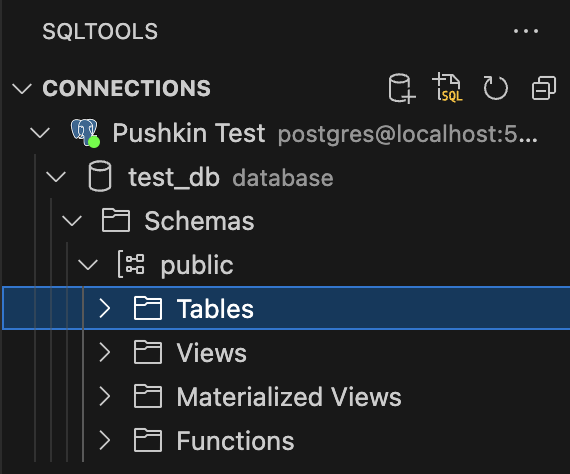 SQLTOOLS
CONNECTIONS
SQL
Pushkin Test postgres@localhost:5...
test_db database
Schemas
public
Tables
Views
Materialized Views
Functions